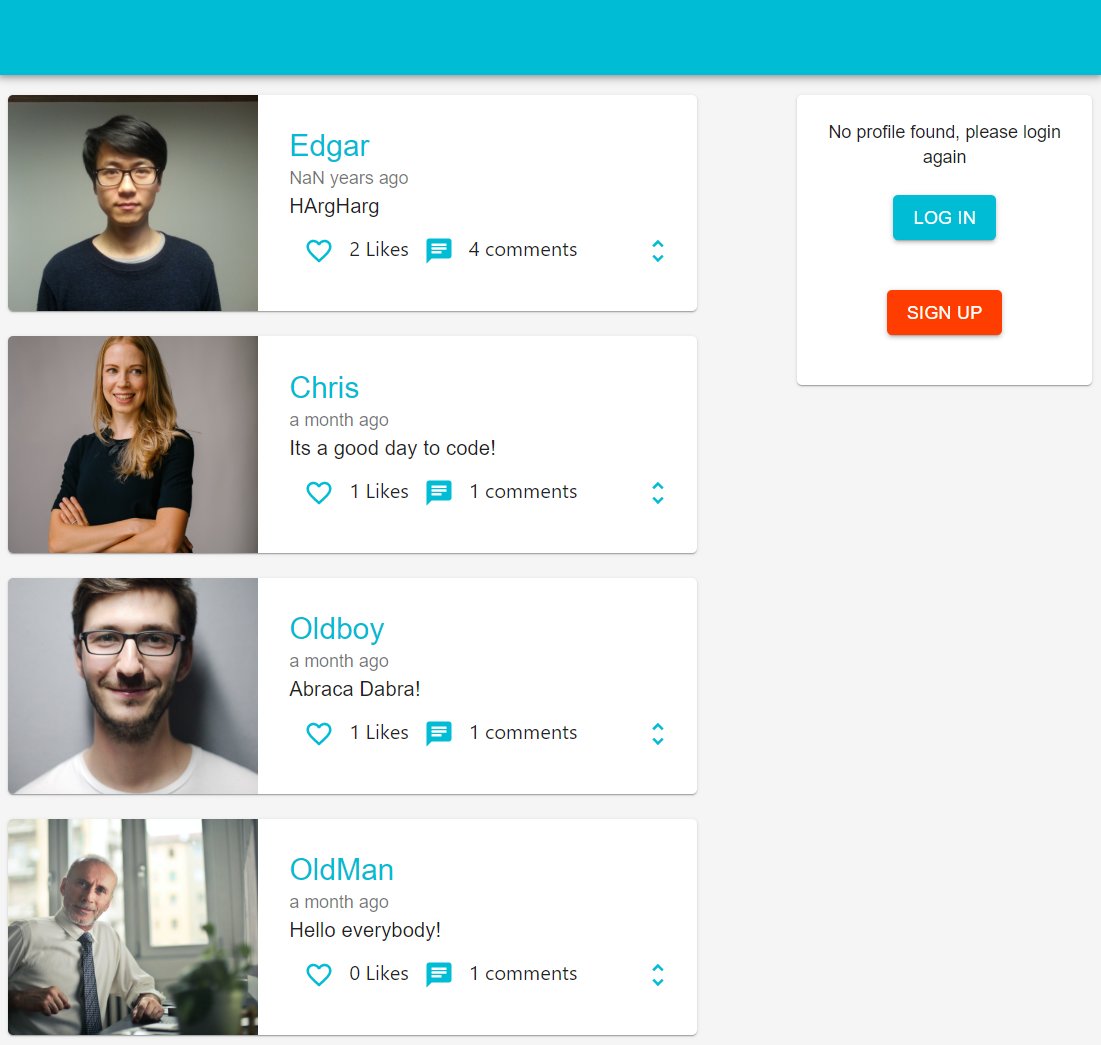 Edgar
NaN years ago
HArgHarg
2 Likes 4 comments
Chris
a month ago
Its a good day to code!
1 Likes 1 comments
Oldboy
a month ago
Abraca Dabra!
1 Likes 1 comments
OldMan
a month ago
Hello everybody!
0 Likes 1 comments
No profile found, please login
again
LOG IN
SIGN UP